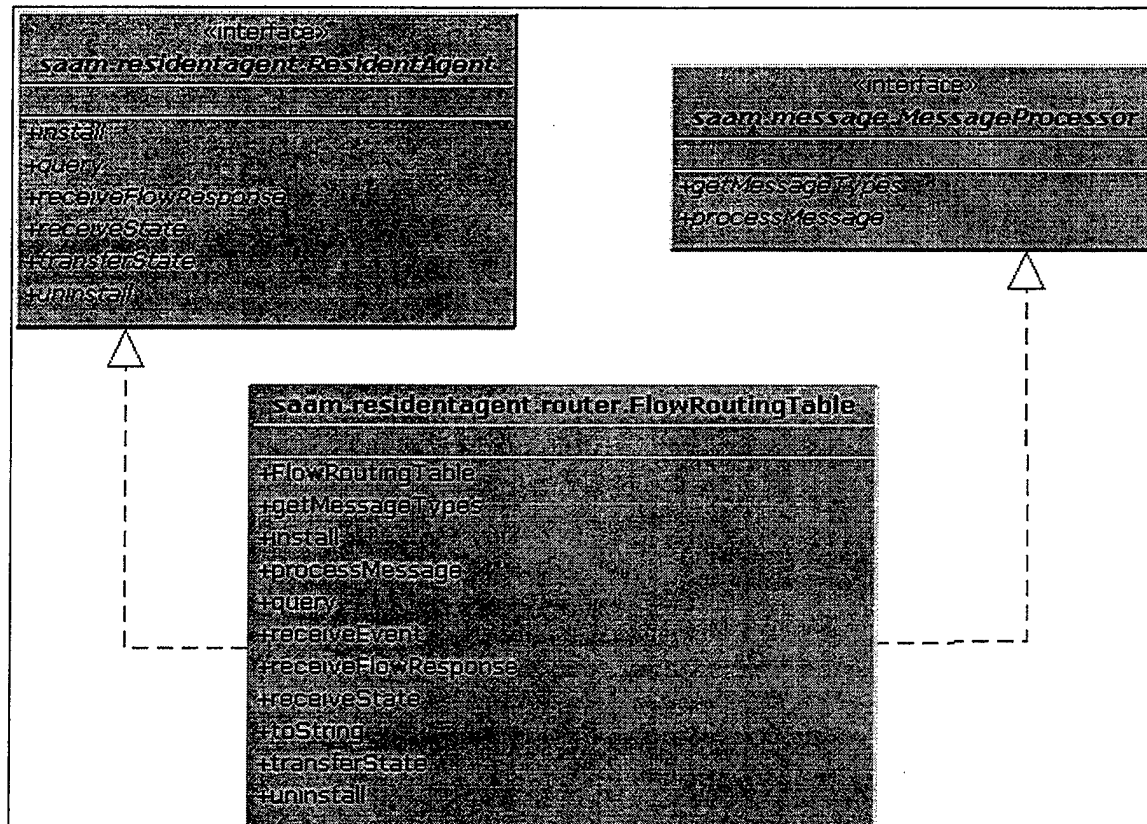 «interface»
saam.residentagent.ResidentAgent
+install
+query
+receiveFlowResponse
+receiveState
+transferState
+uninstall
«interface»
saam.message.MessageProcessor
+getMessageTypes
+processMessage
saam.residentagent.router.FlowRoutingTable
+FlowRoutingTable
+getMessageTypes
+install
+processMessage
+query
+receiveEvent
+receiveFlowResponse
+receiveState
+toString
+transferState
+uninstall